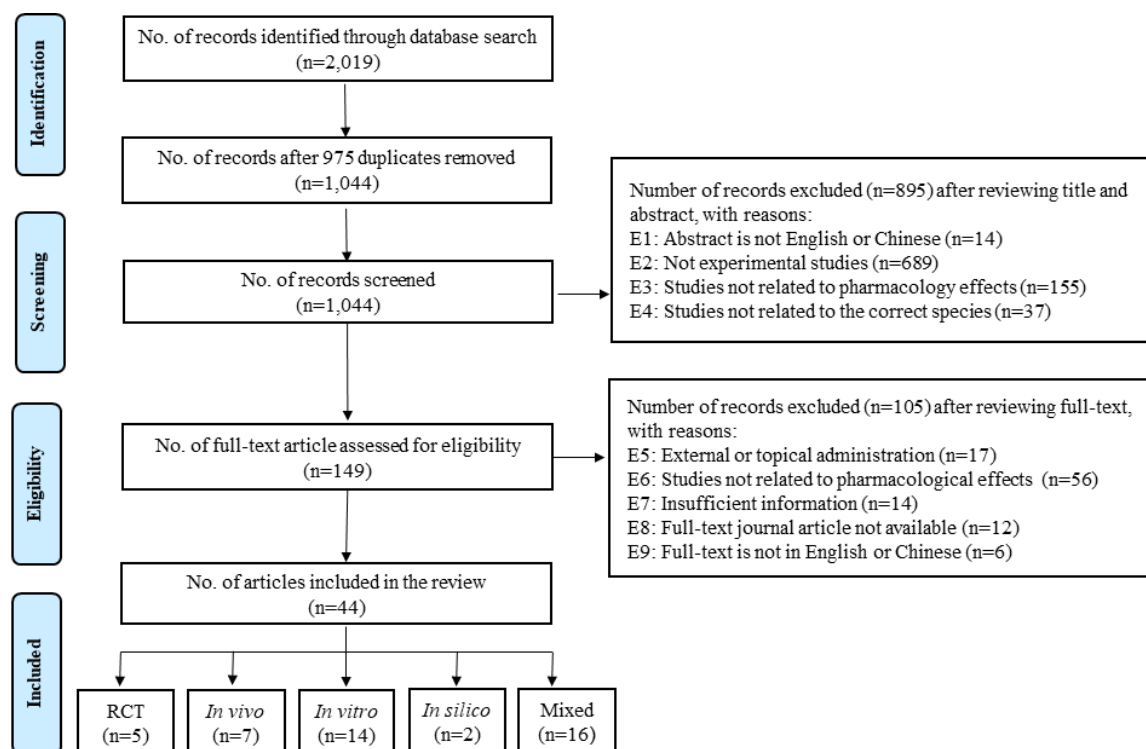 Identification
No. of records identified through database search
(n=2,019)
No. of records after 975 duplicates removed
(n=1,044)
Screening
No. of records screened
(n=1,044)
Number of records excluded (n=895) after reviewing title and
abstract, with reasons:
E1: Abstract is not English or Chinese (n=14)
E2: Not experimental studies (n=689)
E3: Studies not related to pharmacology effects (n=155)
E4: Studies not related to the correct species (n=37)
Eligibility
No. of full-text article assessed for eligibility
(n=149)
Number of records excluded (n=105) after reviewing full-text,
with reasons:
E5: External or topical administration (n=17)
E6: Studies not related to pharmacological effects (n=56)
E7: Insufficient information (n=14)
E8: Full-text journal article not available (n=12)
E9: Full-text is not in English or Chinese (n=6)
Included
No. of articles included in the review
(n=44)
RCT
(n=5)
In vivo
(n=7)
In vitro
(n=14)
In silico
(n=2)
Mixed
(n=16)